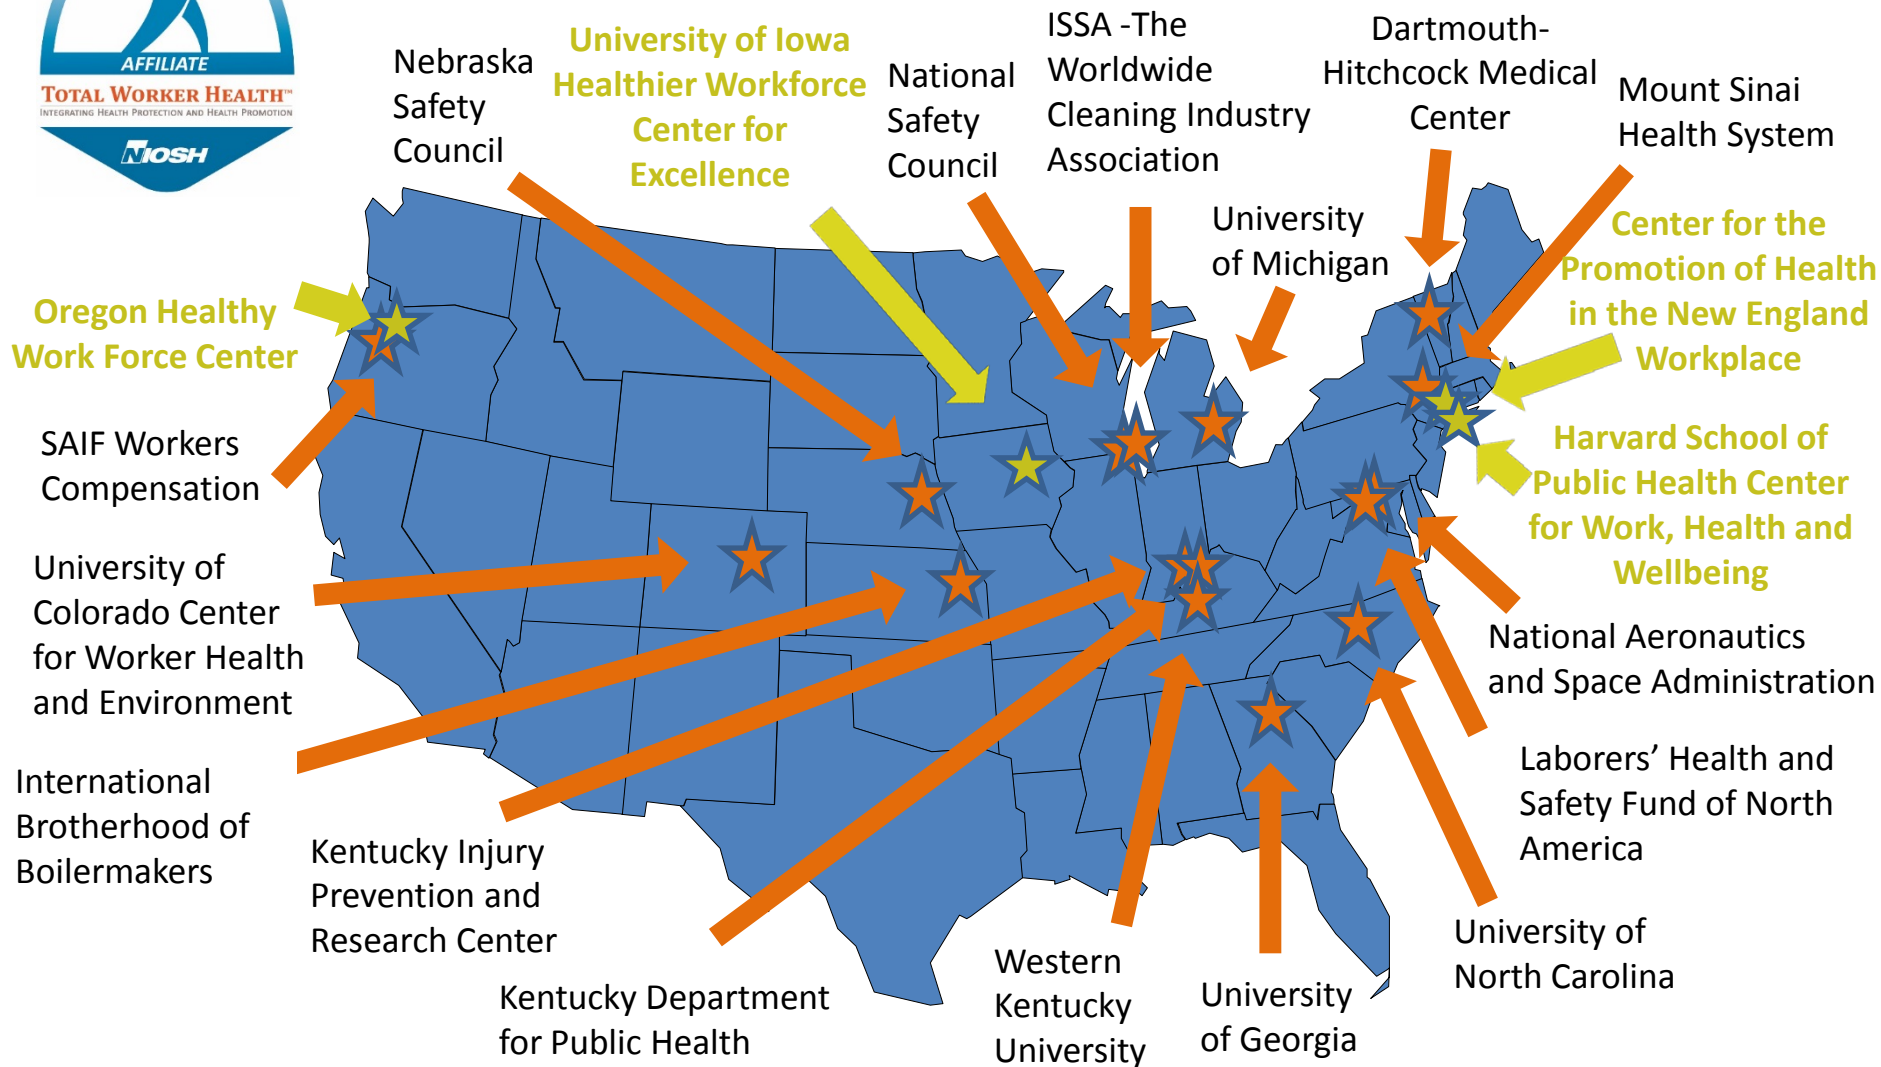 AFFILIATE
TOTAL WORKER HEALTH™
INTEGRATING HEALTH PROTECTION AND HEALTH PROMOTION
NIOSH
Nebraska
Safety
Council
University of Iowa
Healthier Workforce
Center for
Excellence
National
Safety
Council
ISSA -The
Worldwide
Cleaning Industry
Association
Dartmouth-
Hitchcock Medical
Center
Mount Sinai
Health System
University
of Michigan
Center for the
Promotion of Health
in the New England
Workplace
Oregon Healthy
Work Force Center
SAIF Workers
Compensation
Harvard School of
Public Health Center
for Work, Health and
Wellbeing
University of
Colorado Center
for Worker Health
and Environment
National Aeronautics
and Space Administration
International
Brotherhood of
Boilermakers
Laborers’ Health and
Safety Fund of North
America
Kentucky Injury
Prevention and
Research Center
University of
North Carolina
Kentucky Department
for Public Health
Western
Kentucky
University
University
of Georgia